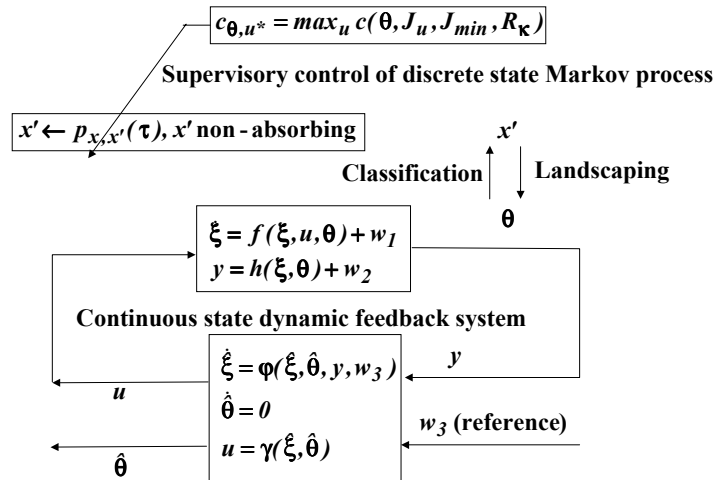 c_{θ,u*} = max_u c(θ, J_u, J_min, R_κ)
Supervisory control of discrete state Markov process
x′ ← p_{x,x′}(τ), x′ non - absorbing
x′
Classification
Landscaping
θ
ξ̇ = f(ξ, u, θ) + w_1
y = h(ξ, θ) + w_2
Continuous state dynamic feedback system
ξ̂̇ = φ(ξ̂, θ̂, y, w_3)
y
u
θ̂̇ = 0
w_3 (reference)
u = γ(ξ̂, θ̂)
θ̂